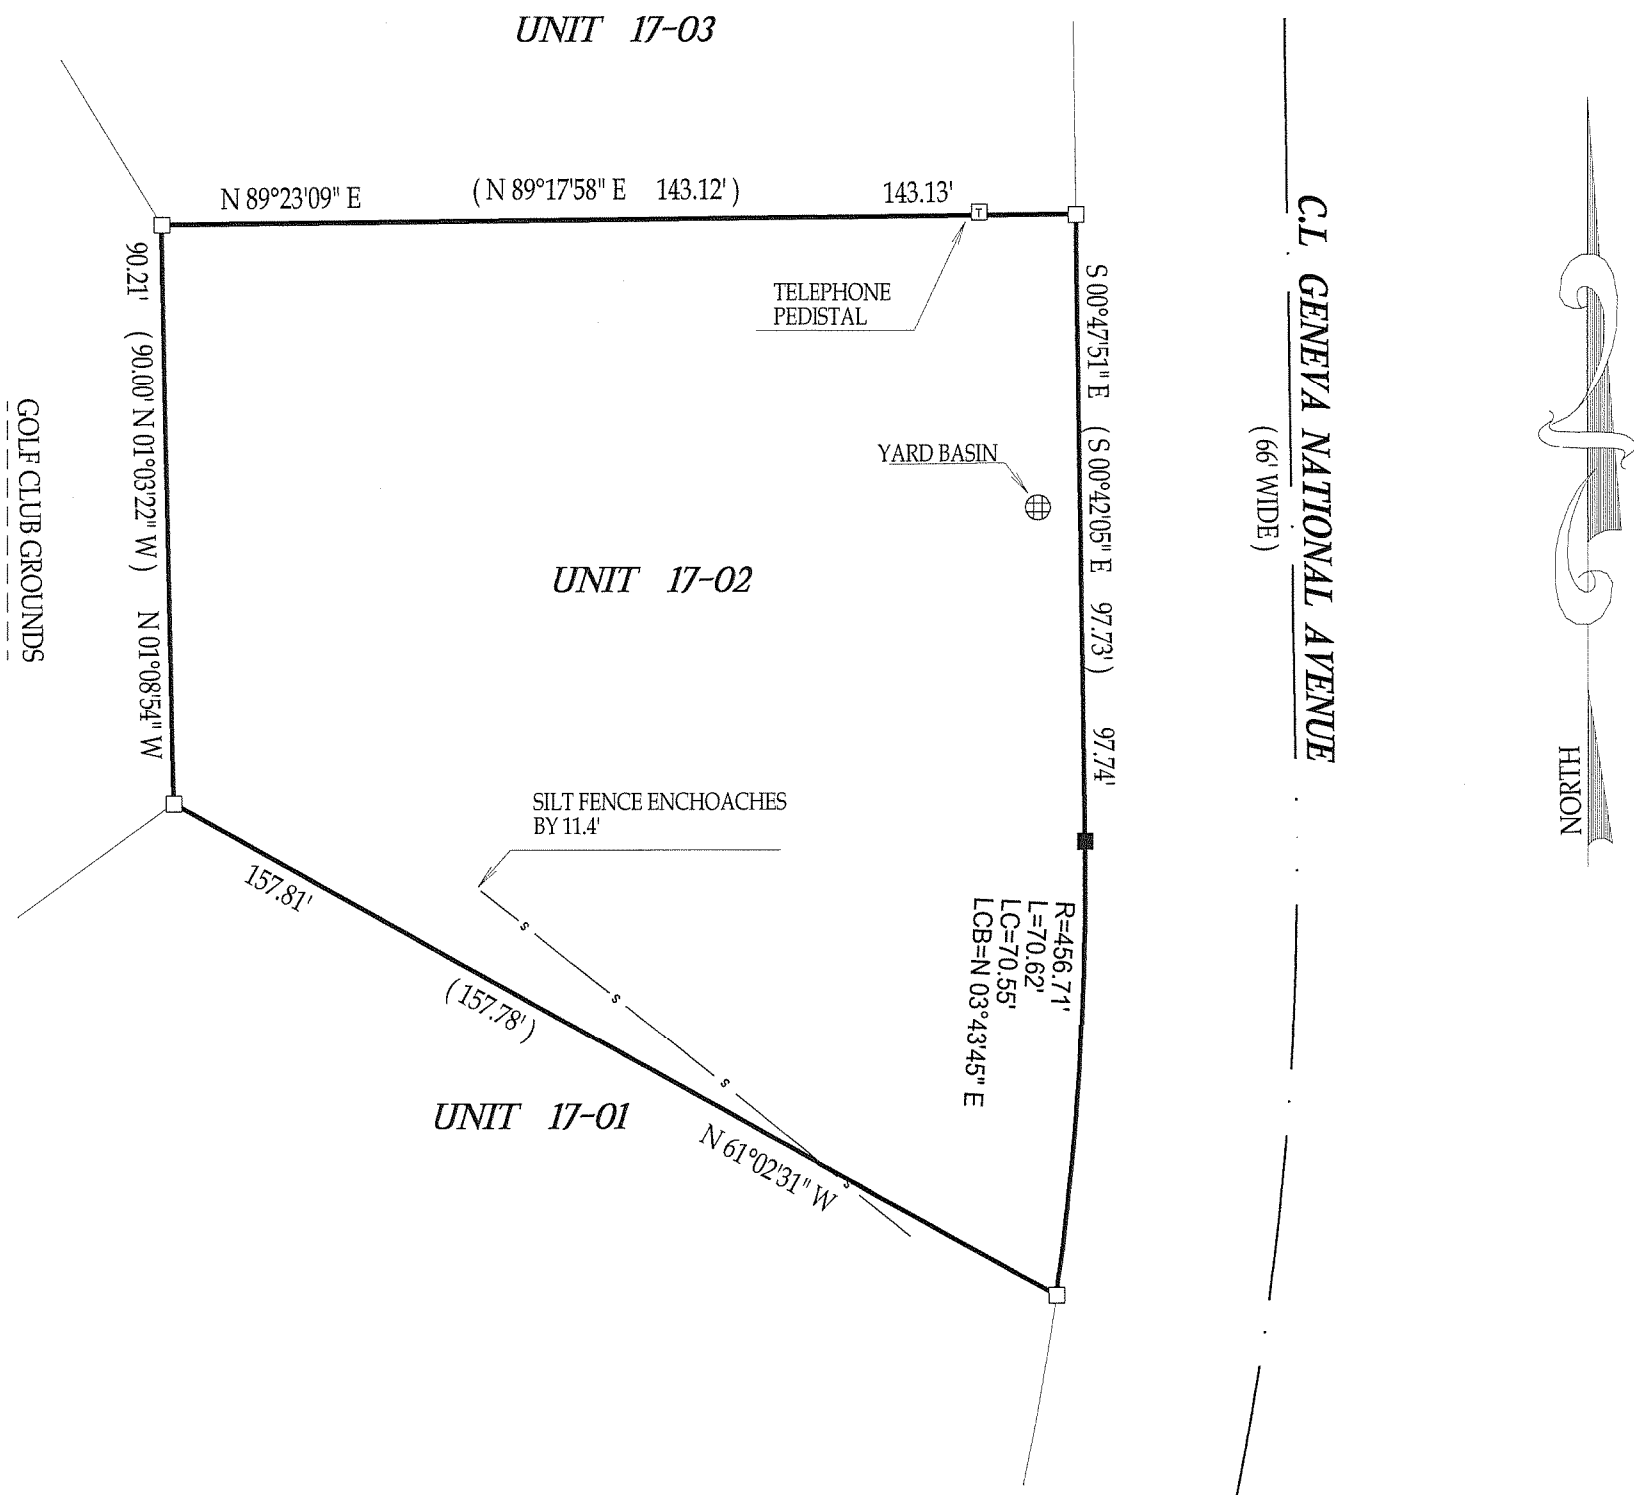 UNIT 17-03
N 89°23'09" E ( N 89°17'58" E 143.12' ) 143.13'
T
TELEPHONE
PEDISTAL
S 00°47'51" E ( S 00°42'05" E 97.73' ) 97.74'
C.L GENEVA NATIONAL AVENUE
( 66' WIDE )
NORTH
90.21' ( 90.00' N 01°03'22" W ) N 01°08'54" W
GOLF CLUB GROUNDS
YARD BASIN
UNIT 17-02
SILT FENCE ENCHOACHES
BY 11.4'
R=456.71'
L=70.62'
LC=70.55'
LCB=N 03°43'45" E
157.81'
( 157.78' )
N 61°02'31" W
S
S
S
S
UNIT 17-01